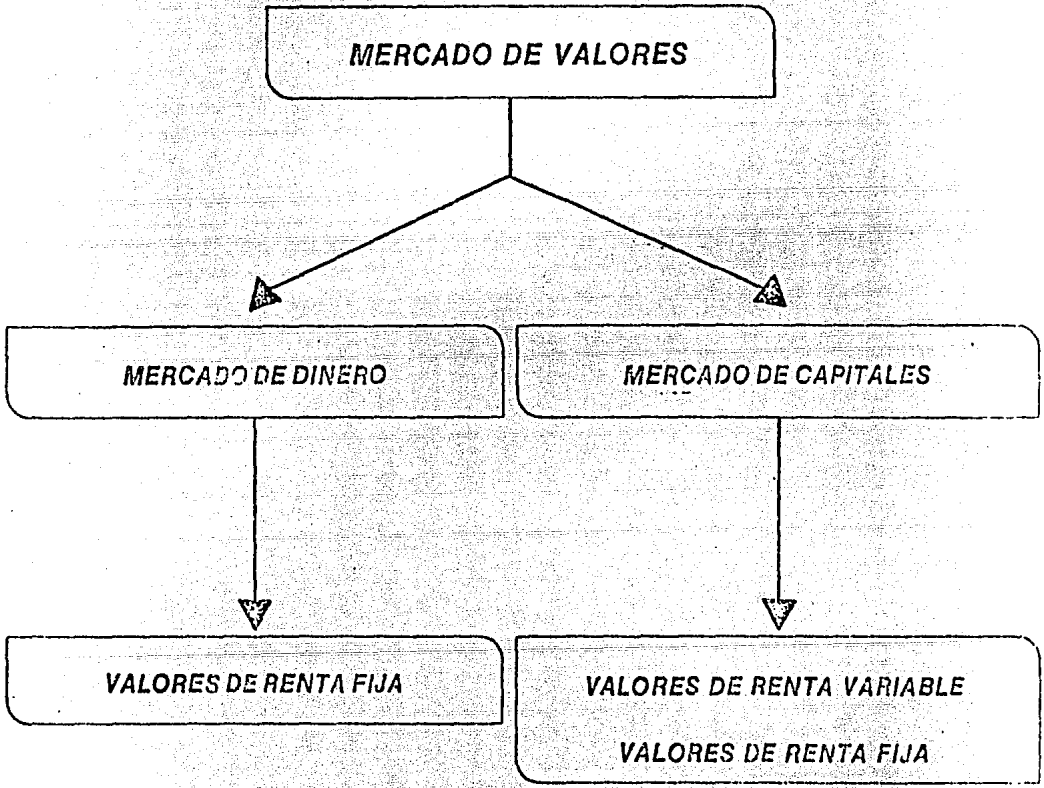 MERCADO DE VALORES
MERCADO DE DINERO
MERCADO DE CAPITALES
VALORES DE RENTA FIJA
VALORES DE RENTA VARIABLE
VALORES DE RENTA FIJA